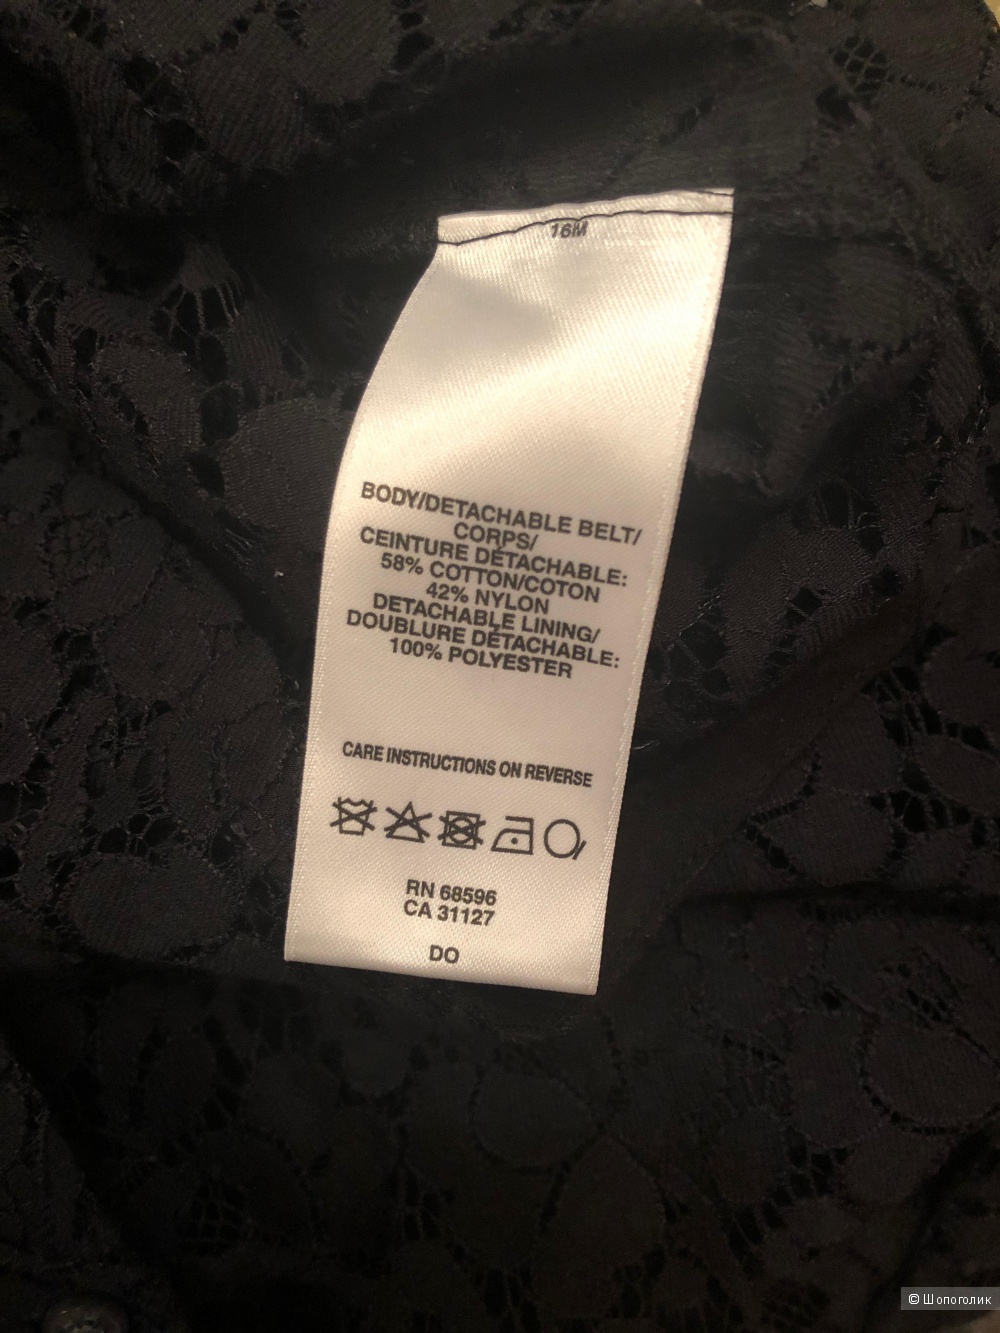 16M
BODY/DETACHABLE BELT/
CORPS/
CEINTURE DÉTACHABLE:
58% COTTON/COTON
42% NYLON
DETACHABLE LINING/
DOUBLURE DÉTACHABLE:
100% POLYESTER
CARE INSTRUCTIONS ON REVERSE
RN 68596
CA 31127
DO
© Шопоголик